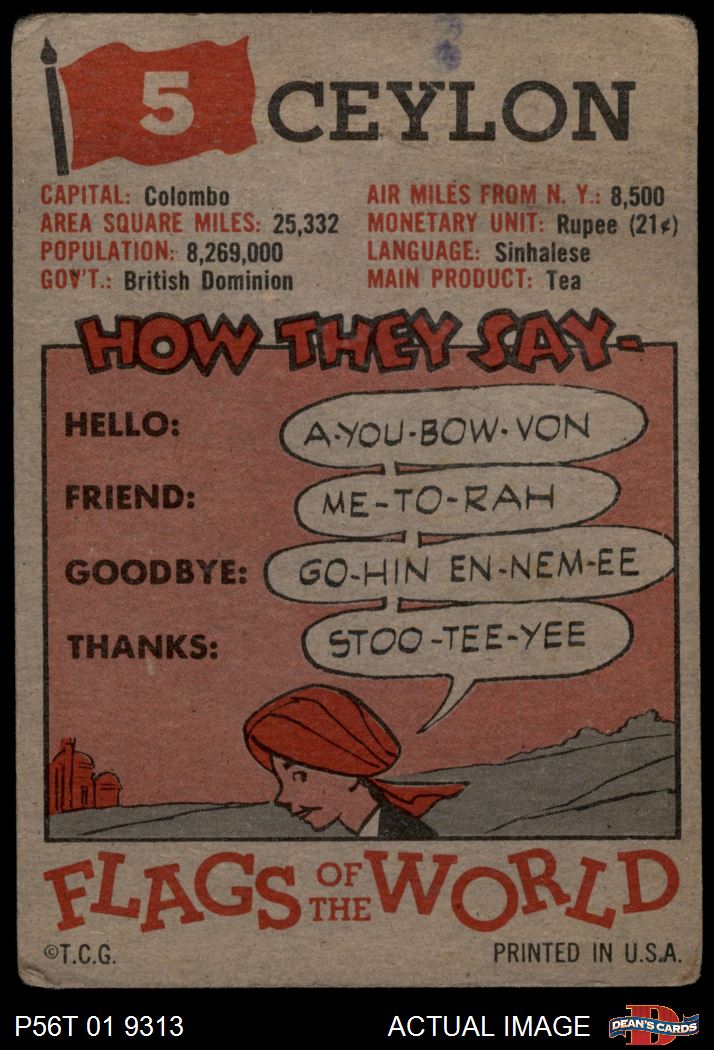 5 CEYLON
CAPITAL: Colombo
AREA SQUARE MILES: 25,332
POPULATION: 8,269,000
GOV'T.: British Dominion
AIR MILES FROM N. Y.: 8,500
MONETARY UNIT: Rupee (21¢)
LANGUAGE: Sinhalese
MAIN PRODUCT: Tea
HOW THEY SAY-
HELLO: A-YOU-BOW-VON
FRIEND: ME-TO-RAH
GOODBYE: GO-HIN EN-NEM-EE
THANKS: STOO-TEE-YEE
FLAGS OF THE WORLD
©T.C.G. PRINTED IN U.S.A.
P56T 01 9313 ACTUAL IMAGE D DEAN'S CARDS